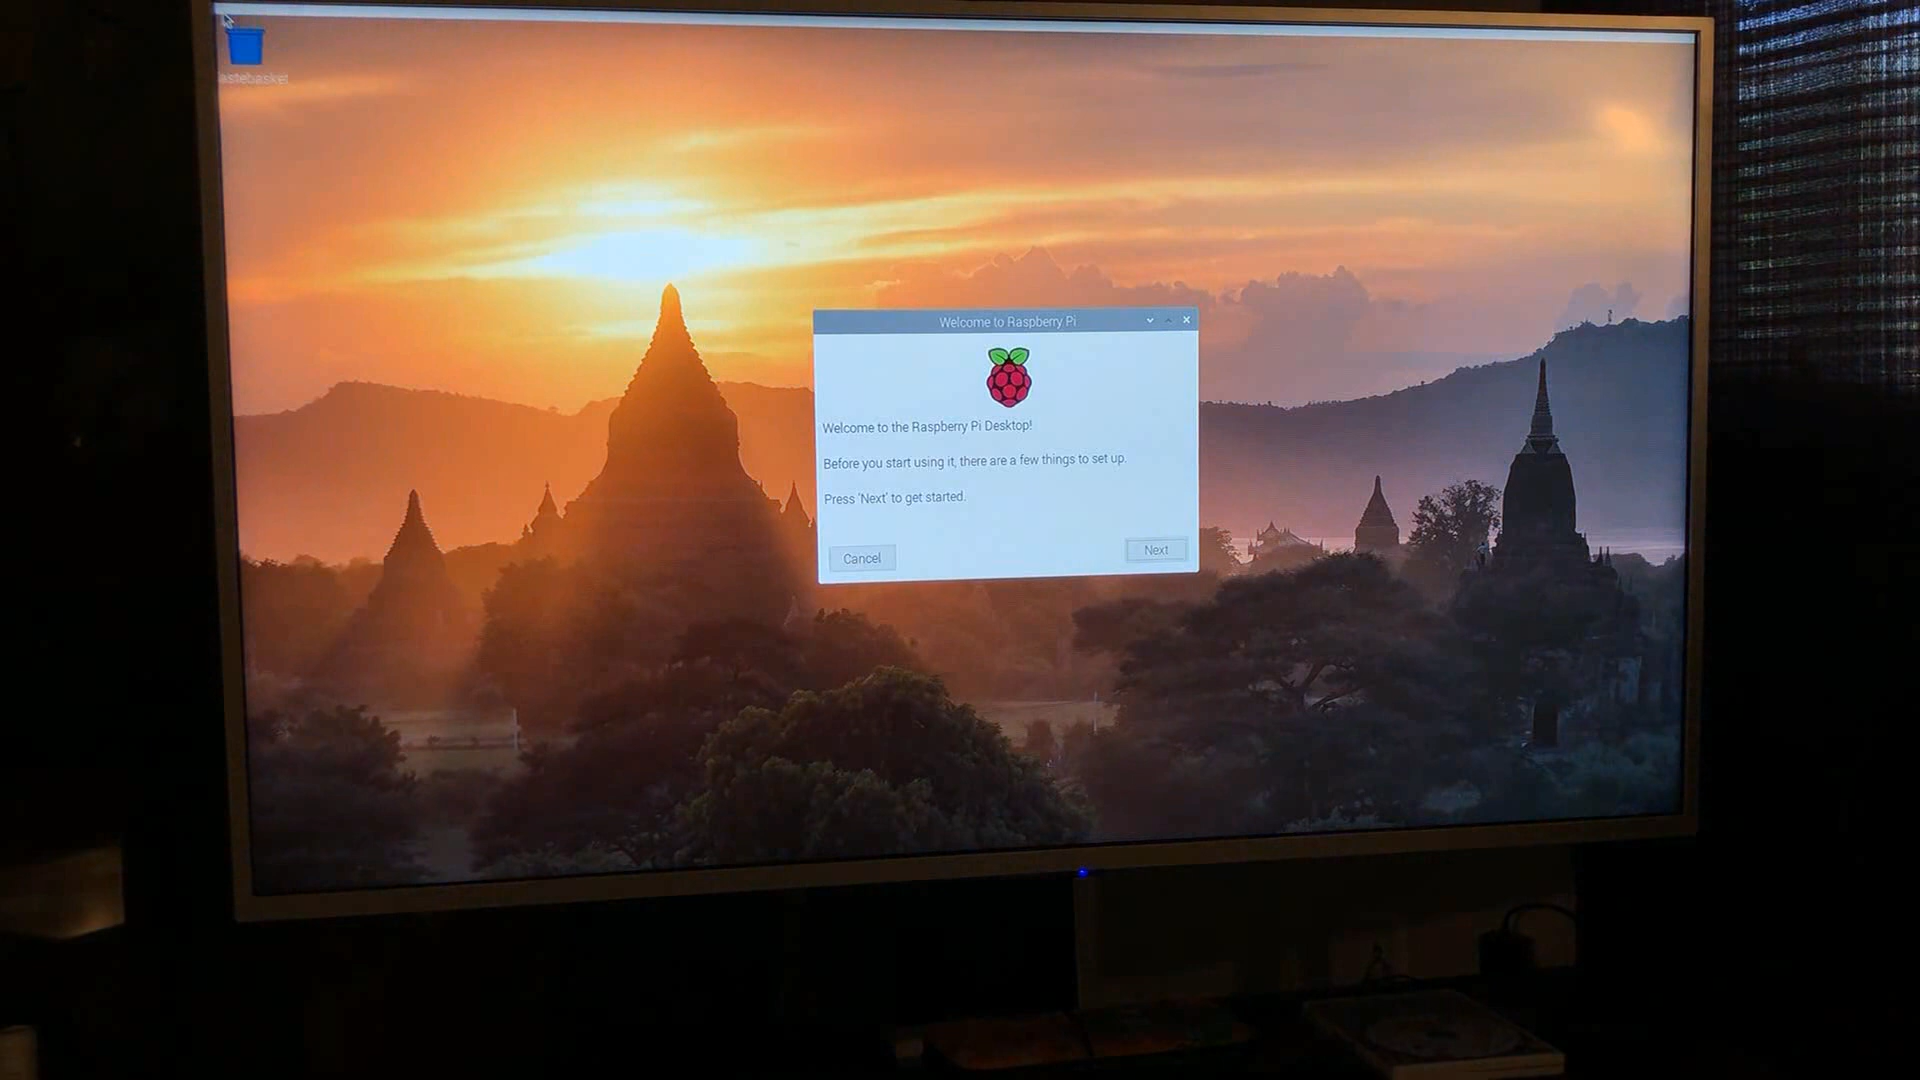 astebasket
Welcome to Raspberry Pi
Welcome to the Raspberry Pi Desktop!
Before you start using it, there are a few things to set up.
Press 'Next' to get started.
Cancel
Next